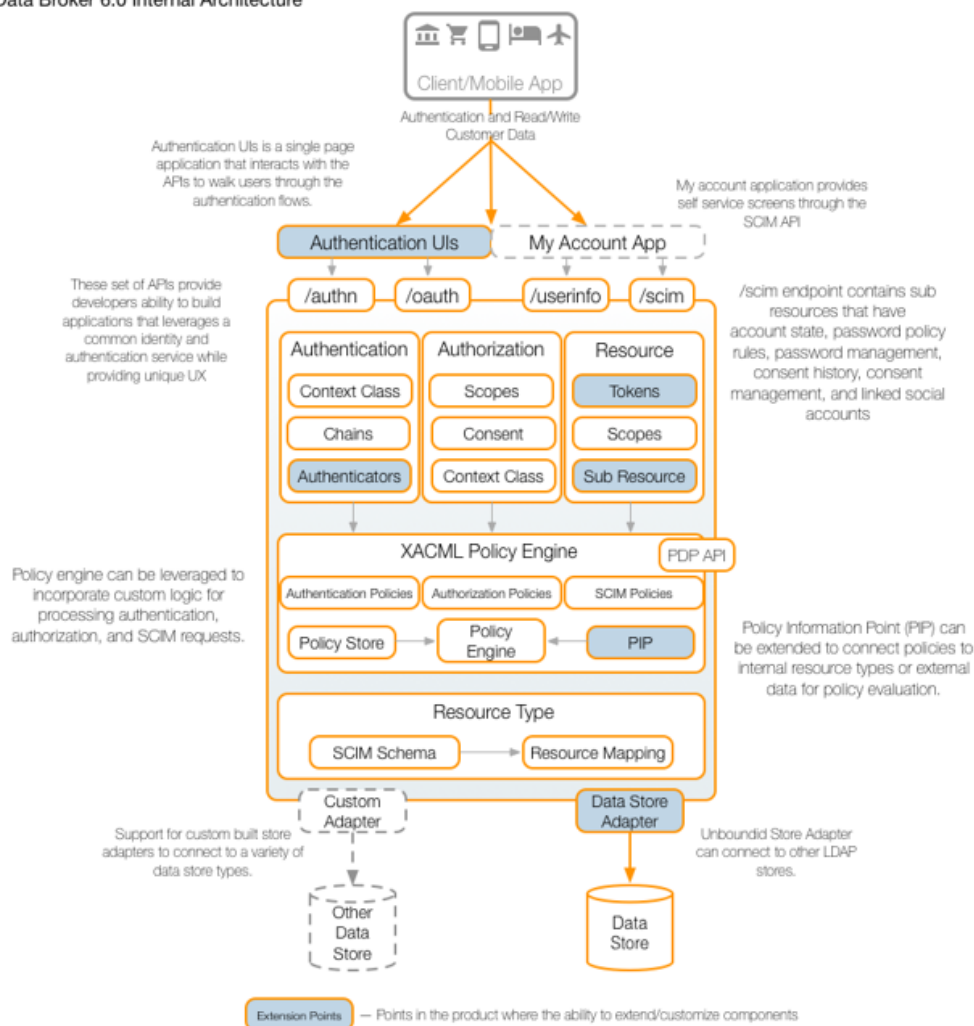 Data Broker 6.0 Internal Architecture
Client/Mobile App
Authentication and Read/Write
Customer Data
Authentication UIs is a single page
application that interacts with the
APIs to walk users through the
authentication flows.
My account application provides
self service screens through the
SCIM API
Authentication UIs
My Account App
These set of APIs provide
developers ability to build
applications that leverages a
common identity and
authentication service while
providing unique UX
/authn
/oauth
/userinfo
/scim
/scim endpoint contains sub
resources that have
account state, password policy
rules, password management,
consent history, consent
management, and linked social
accounts
Authentication
Context Class
Chains
Authenticators
Authorization
Scopes
Consent
Context Class
Resource
Tokens
Scopes
Sub Resource
XACML Policy Engine
PDP API
Policy engine can be leveraged to
incorporate custom logic for
processing authentication,
authorization, and SCIM requests.
Authentication Policies
Authorization Policies
SCIM Policies
Policy Store
Policy
Engine
PIP
Policy Information Point (PIP) can
be extended to connect policies to
internal resource types or external
data for policy evaluation.
Resource Type
SCIM Schema
Resource Mapping
Custom
Adapter
Data Store
Adapter
Support for custom built store
adapters to connect to a variety of
data store types.
Unboundid Store Adapter
can connect to other LDAP
stores.
Other
Data
Store
Data
Store
Extension Points
— Points in the product where the ability to extend/customize components